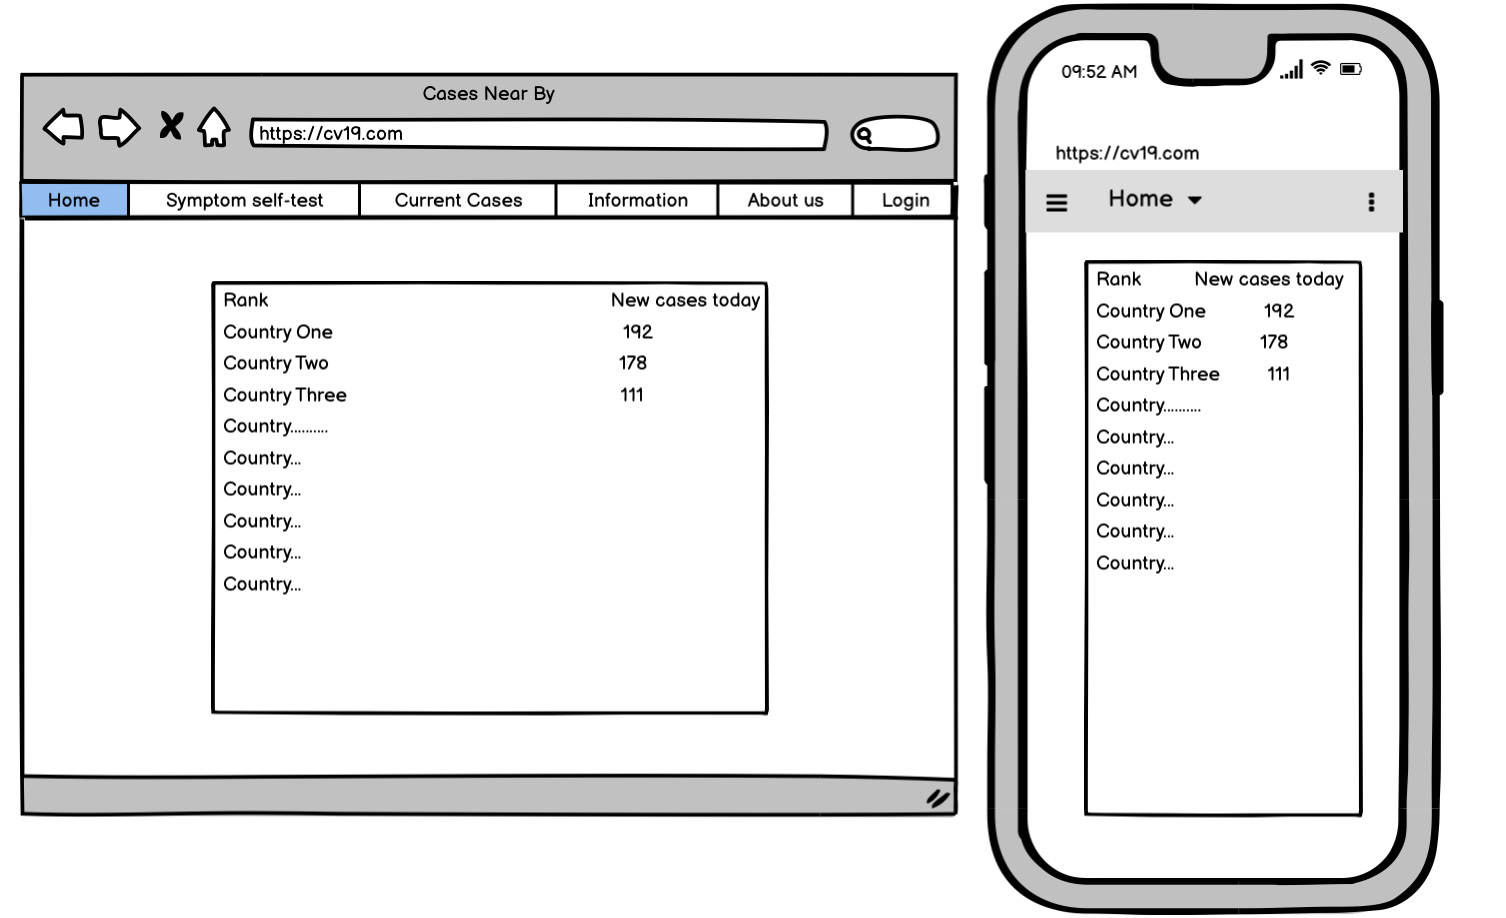 Cases Near By
https://cv19.com
Home Symptom self-test Current Cases Information About us Login
Rank New cases today
Country One 192
Country Two 178
Country Three 111
Country..........
Country...
Country...
Country...
Country...
Country...
09:52 AM
https://cv19.com
Home
Rank New cases today
Country One 192
Country Two 178
Country Three 111
Country..........
Country...
Country...
Country...
Country...
Country...